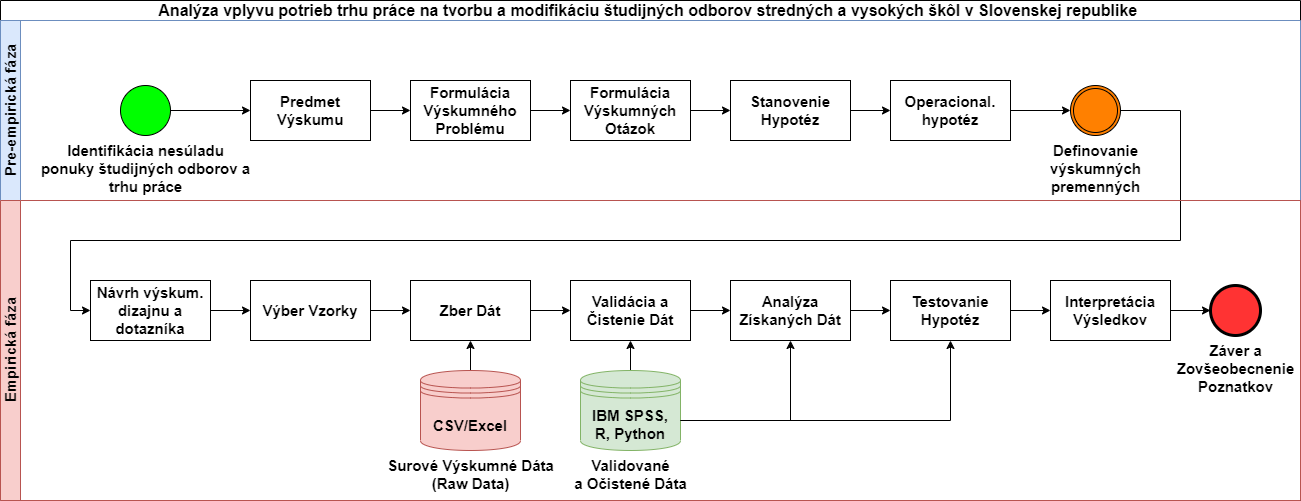 Analýza vplyvu potrieb trhu práce na tvorbu a modifikáciu študijných odborov stredných a vysokých škôl v Slovenskej republike
Pre-empirická fáza
Identifikácia nesúladu
ponuky študijných odborov a
trhu práce
Predmet
Výskumu
Formulácia
Výskumného
Problému
Formulácia
Výskumných
Otázok
Stanovenie
Hypotéz
Operacional.
hypotéz
Definovanie
výskumných
premenných
Empirická fáza
Návrh výskum.
dizajnu a
dotazníka
Výber Vzorky
Zber Dát
Validácia a
Čistenie Dát
Analýza
Získaných Dát
Testovanie
Hypotéz
Interpretácia
Výsledkov
Záver a
Zovšeobecnenie
Poznatkov
CSV/Excel
Surové Výskumné Dáta
(Raw Data)
IBM SPSS,
R, Python
Validované
a Očistené Dáta